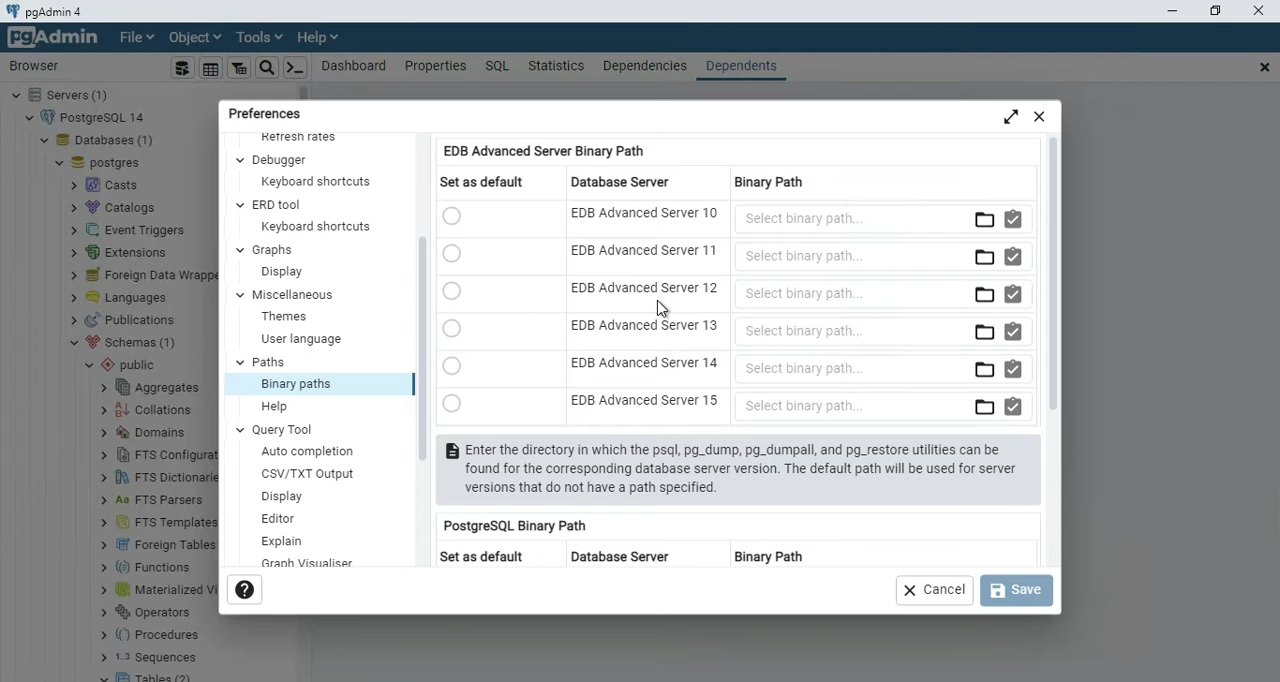 pgAdmin 4
pgAdmin File Object Tools Help
Browser Dashboard Properties SQL Statistics Dependencies Dependents
Servers (1)
PostgreSQL 14
Databases (1)
postgres
Casts
Catalogs
Event Triggers
Extensions
Foreign Data Wrappe
Languages
Publications
Schemas (1)
public
Aggregates
Collations
Domains
FTS Configurat
FTS Dictionarie
Aa FTS Parsers
FTS Templates
Foreign Tables
Functions
Materialized Vi
Operators
Procedures
1..3 Sequences
Tables (2)
Preferences
Refresh rates
Debugger
Keyboard shortcuts
ERD tool
Keyboard shortcuts
Graphs
Display
Miscellaneous
Themes
User language
Paths
Binary paths
Help
Query Tool
Auto completion
CSV/TXT Output
Display
Editor
Explain
Graph Visualiser
EDB Advanced Server Binary Path
Set as default Database Server Binary Path
EDB Advanced Server 10 Select binary path...
EDB Advanced Server 11 Select binary path...
EDB Advanced Server 12 Select binary path...
EDB Advanced Server 13 Select binary path...
EDB Advanced Server 14 Select binary path...
EDB Advanced Server 15 Select binary path...
Enter the directory in which the psql, pg_dump, pg_dumpall, and pg_restore utilities can be
found for the corresponding database server version. The default path will be used for server
versions that do not have a path specified.
PostgreSQL Binary Path
Set as default Database Server Binary Path
? Cancel Save